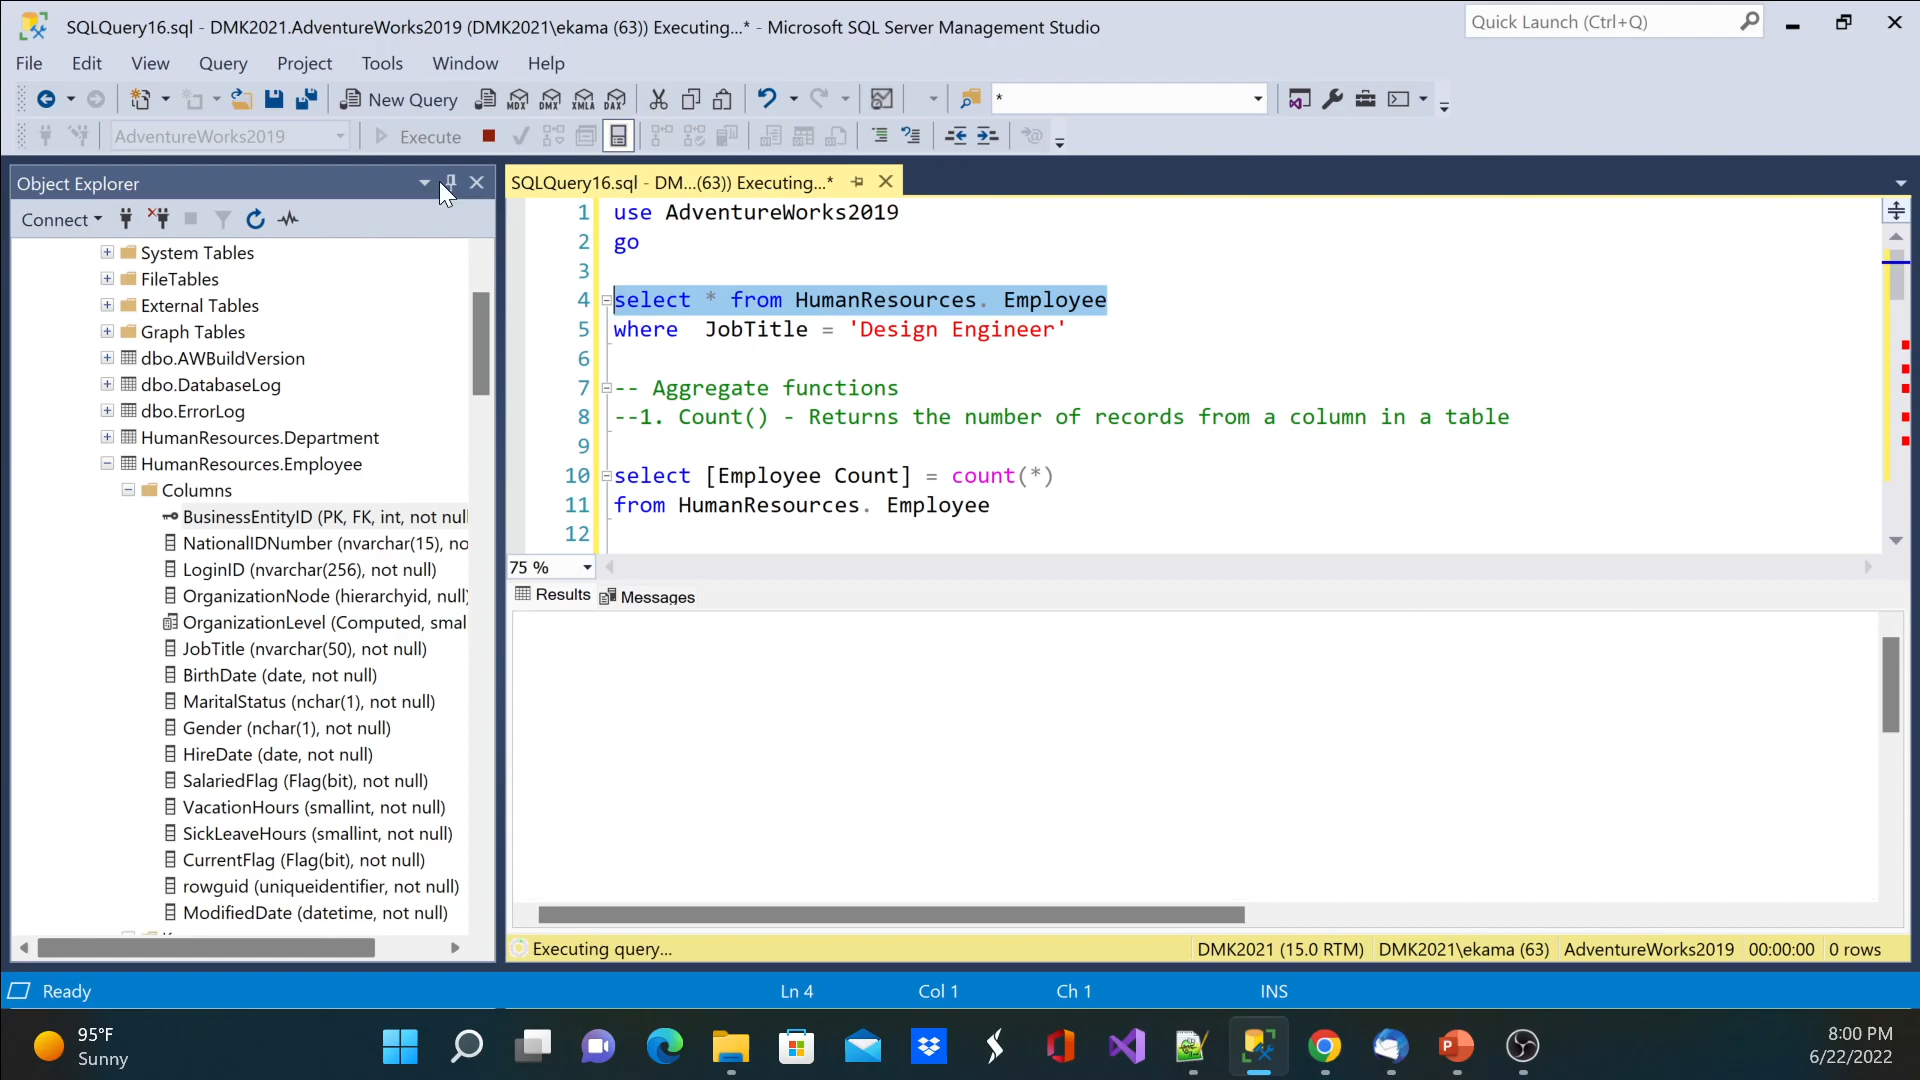 SQLQuery16.sql - DMK2021.AdventureWorks2019 (DMK2021\ekama (63)) Executing...* - Microsoft SQL Server Management Studio
Quick Launch (Ctrl+Q)
File Edit View Query Project Tools Window Help
New Query
MDX DMX XMLA DAX
*
AdventureWorks2019
Execute
Object Explorer
SQLQuery16.sql - DM...(63)) Executing...*
Connect
System Tables
FileTables
External Tables
Graph Tables
dbo.AWBuildVersion
dbo.DatabaseLog
dbo.ErrorLog
HumanResources.Department
HumanResources.Employee
Columns
BusinessEntityID (PK, FK, int, not null
NationalIDNumber (nvarchar(15), no
LoginID (nvarchar(256), not null)
OrganizationNode (hierarchyid, null)
OrganizationLevel (Computed, smal
JobTitle (nvarchar(50), not null)
BirthDate (date, not null)
MaritalStatus (nchar(1), not null)
Gender (nchar(1), not null)
HireDate (date, not null)
SalariedFlag (Flag(bit), not null)
VacationHours (smallint, not null)
SickLeaveHours (smallint, not null)
CurrentFlag (Flag(bit), not null)
rowguid (uniqueidentifier, not null)
ModifiedDate (datetime, not null)
1 use AdventureWorks2019
2 go
3
4 select * from HumanResources. Employee
5 where  JobTitle = 'Design Engineer'
6
7 -- Aggregate functions
8 --1. Count() - Returns the number of records from a column in a table
9
10 select [Employee Count] = count(*)
11 from HumanResources. Employee
12
75 %
Results Messages
Executing query... DMK2021 (15.0 RTM) DMK2021\ekama (63) AdventureWorks2019 00:00:00 0 rows
Ready Ln 4 Col 1 Ch 1 INS
95°F
Sunny
8:00 PM
6/22/2022